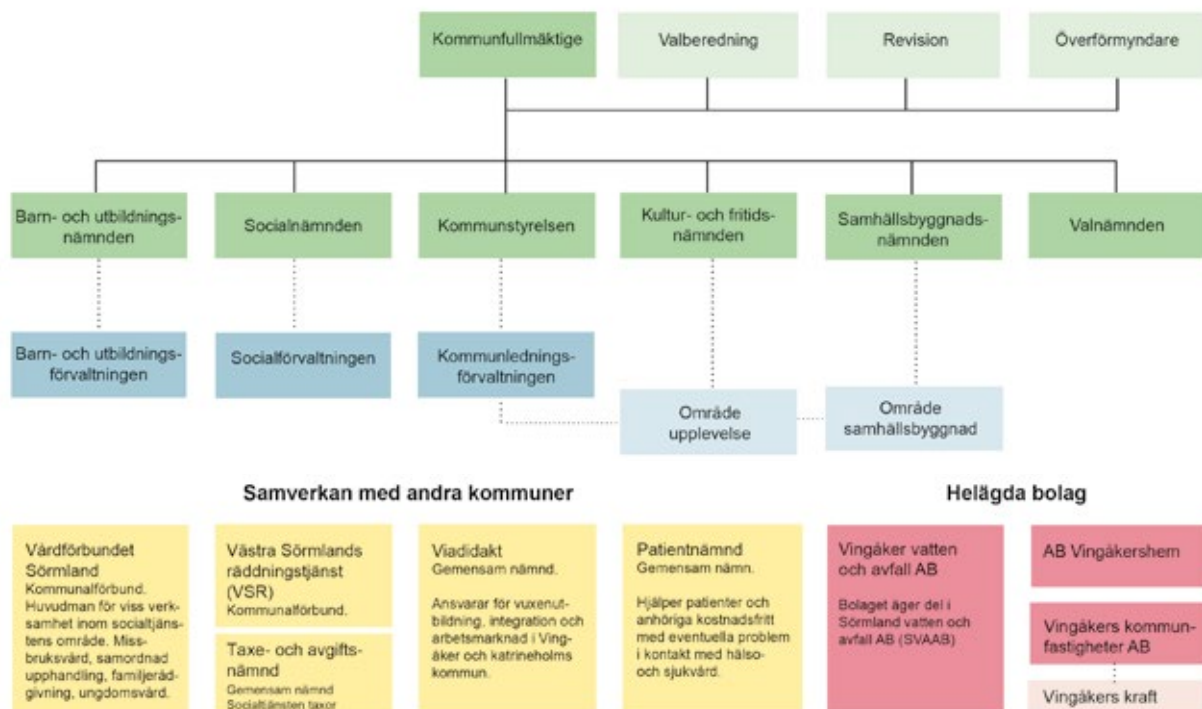 Kommunfullmäktige
Valberedning
Revision
Överförmyndare
Barn- och utbildnings-
nämnden
Socialnämnden
Kommunstyrelsen
Kultur- och fritids-
nämnden
Samhällsbyggnads-
nämnden
Valnämnden
Barn- och utbildnings-
förvaltningen
Socialförvaltningen
Kommunlednings-
förvaltningen
Område
upplevelse
Område
samhällsbyggnad
Samverkan med andra kommuner
Helägda bolag
Vårdförbundet
Sörmland
Kommunalförbund.
Huvudman för viss verk-
samhet inom socialtjän-
stens område. Miss-
bruksvård, samordnad
upphandling, familjeråd-
givning, ungdomsvård.
Västra Sörmlands
räddningstjänst
(VSR)
Kommunalförbund.
Taxe- och avgifts-
nämnd
Gemensam nämnd
Socialtjänsten taxor
Viadidakt
Gemensam nämnd.
Ansvarar för vuxenut-
bildning, integration och
arbetsmarknad i Ving-
åker och katrineholms
kommun.
Patientnämnd
Gemensam nämn.
Hjälper patienter och
anhöriga kostnadsfritt
med eventuella problem
i kontakt med hälso-
och sjukvård.
Vingåker vatten
och avfall AB
Bolaget äger del i
Sörmland vatten och
avfall AB (SVAAB)
AB Vingåkershem
Vingåkers kommun-
fastigheter AB
Vingåkers kraft